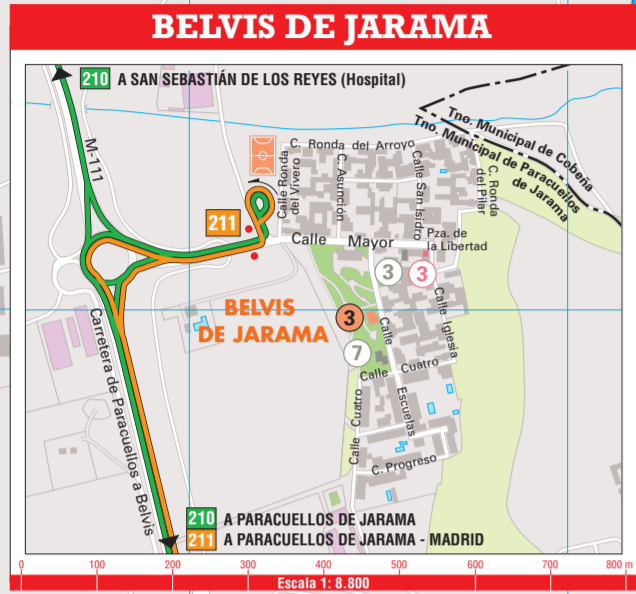 BELVIS DE JARAMA
210 A SAN SEBASTIÁN DE LOS REYES (Hospital)
M-111
Tno. Municipal de Cobeña
Tno. Municipal de Paracuellos
de Jarama
C. Ronda del Arroyo
Calle Ronda
del Vivero
C. Asunción
Calle San Isidro
C. Ronda
del Pilar
211
Calle Mayor
Pza. de
la Libertad
3
3
BELVIS
DE JARAMA
3
7
Calle Iglesia
Calle Escuelas
Calle Cuatro
Calle Cuatro
C. Progreso
Carretera de Paracuellos a Belvis
210 A PARACUELLOS DE JARAMA
211 A PARACUELLOS DE JARAMA - MADRID
0 100 200 300 400 500 600 700 800 m
Escala 1: 8.800